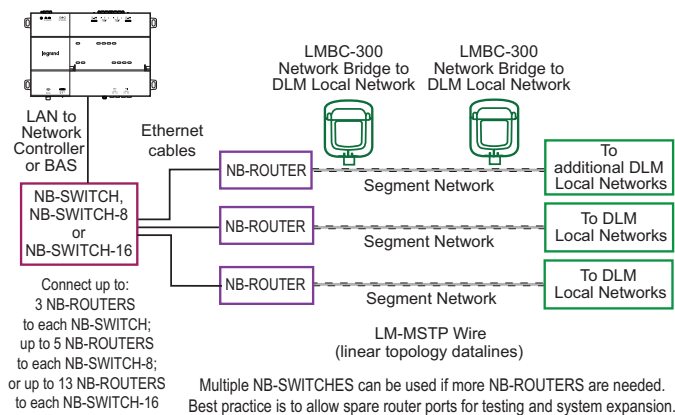 legrand
LMBC-300
Network Bridge to
DLM Local Network
LMBC-300
Network Bridge to
DLM Local Network
LAN to
Network
Controller
or BAS
Ethernet
cables
NB-SWITCH,
NB-SWITCH-8
or
NB-SWITCH-16
NB-ROUTER
Segment Network
To
additional DLM
Local Networks
NB-ROUTER
Segment Network
To DLM
Local Networks
NB-ROUTER
Segment Network
To DLM
Local Networks
Connect up to:
3 NB-ROUTERS
to each NB-SWITCH;
up to 5 NB-ROUTERS
to each NB-SWITCH-8;
or up to 13 NB-ROUTERS
to each NB-SWITCH-16
LM-MSTP Wire
(linear topology datalines)
Multiple NB-SWITCHES can be used if more NB-ROUTERS are needed.
Best practice is to allow spare router ports for testing and system expansion.